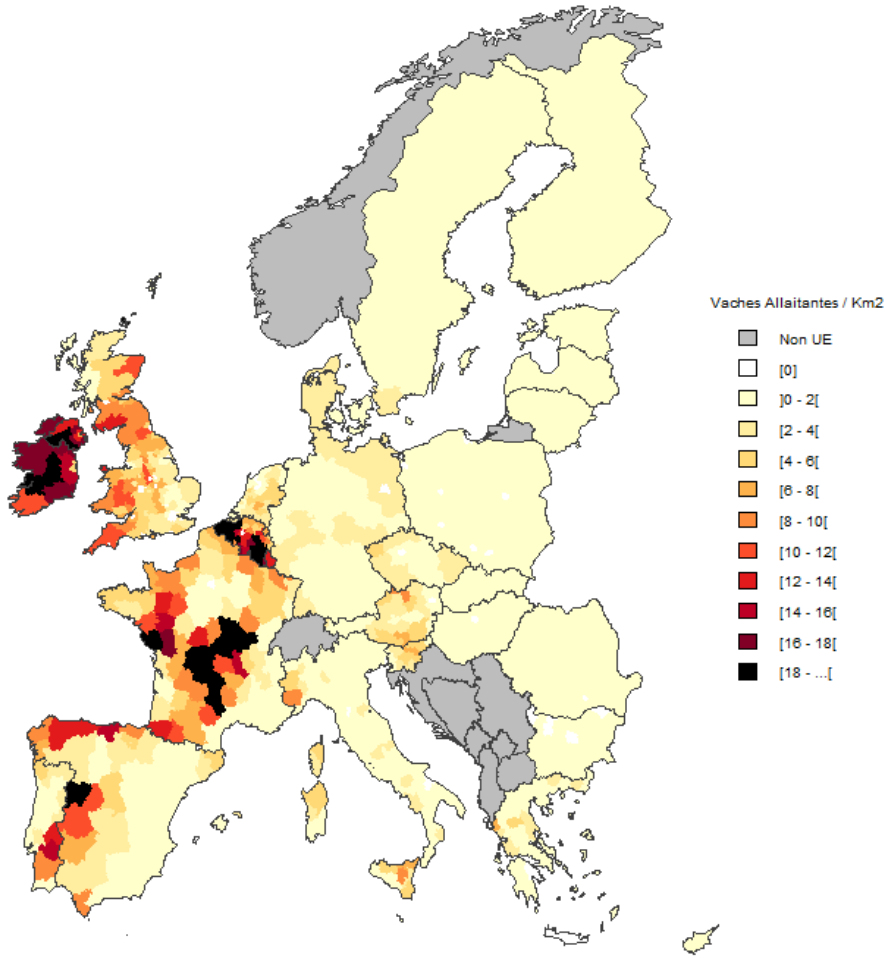 Vaches Allaitantes / Km2
Non UE
[0]
]0 - 2[
[2 - 4[
[4 - 6[
[6 - 8[
[8 - 10[
[10 - 12[
[12 - 14[
[14 - 16[
[16 - 18[
[18 - ...[